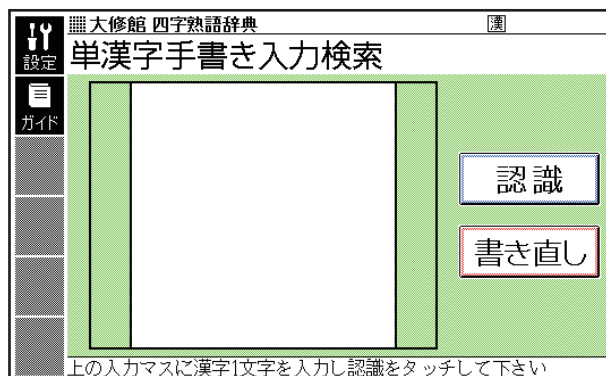 大修館 四字熟語辞典
漢
設定
単漢字手書き入力検索
ガイド
認識
書き直し
上の入力マスに漢字1文字を入力し認識をタッチして下さい